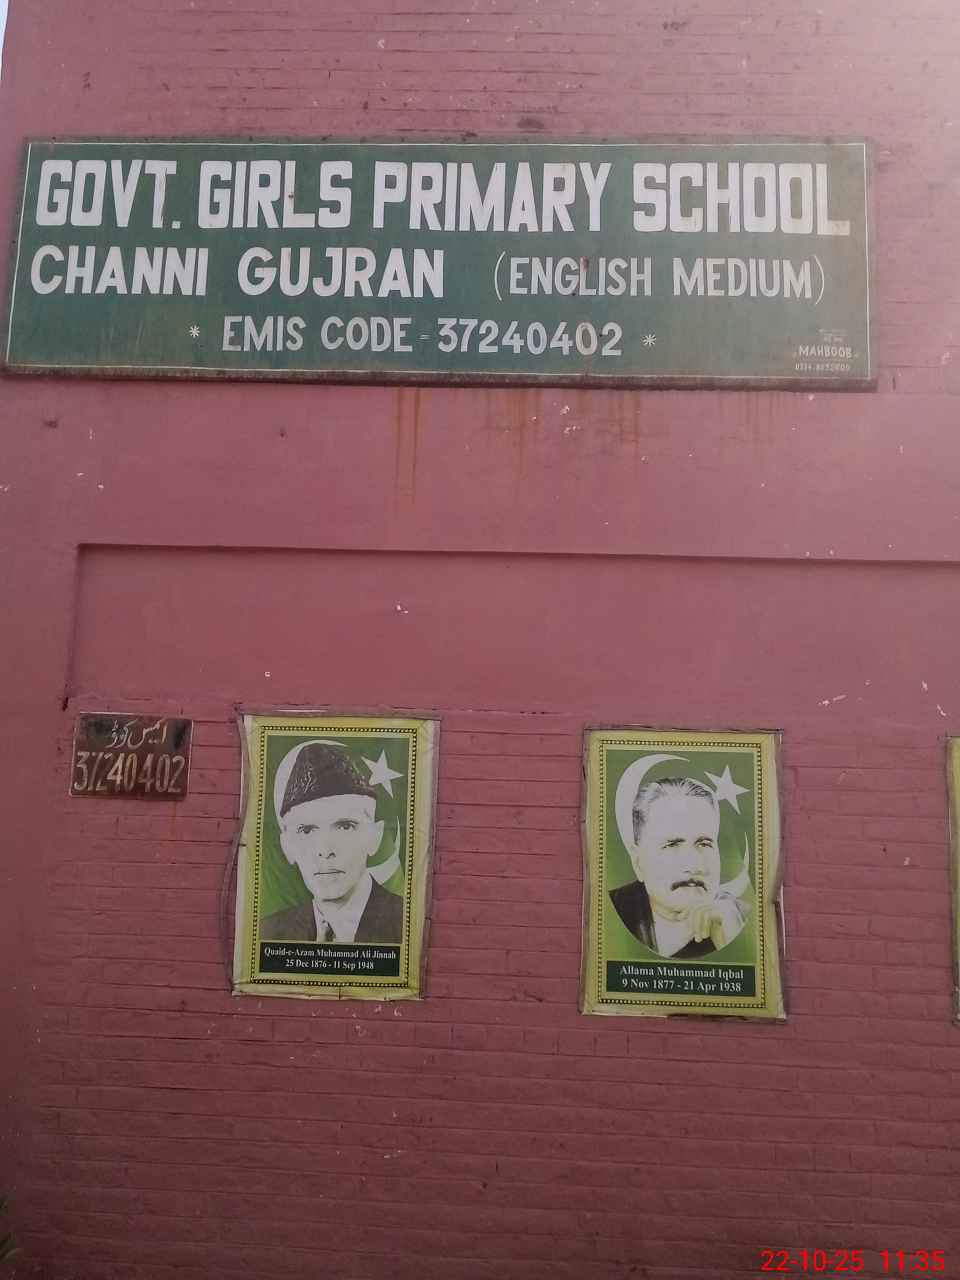 GOVT. GIRLS PRIMARY SCHOOL
CHANNI GUJRAN (ENGLISH MEDIUM)
* EMIS CODE = 37240402 *
MAHBOOB
ایمس کوڈ
37240402
Quaid-e-Azam Muhammad Ali Jinnah
25 Dec 1876 - 11 Sep 1948
Allama Muhammad Iqbal
9 Nov 1877 - 21 Apr 1938
22-10-25 11:35